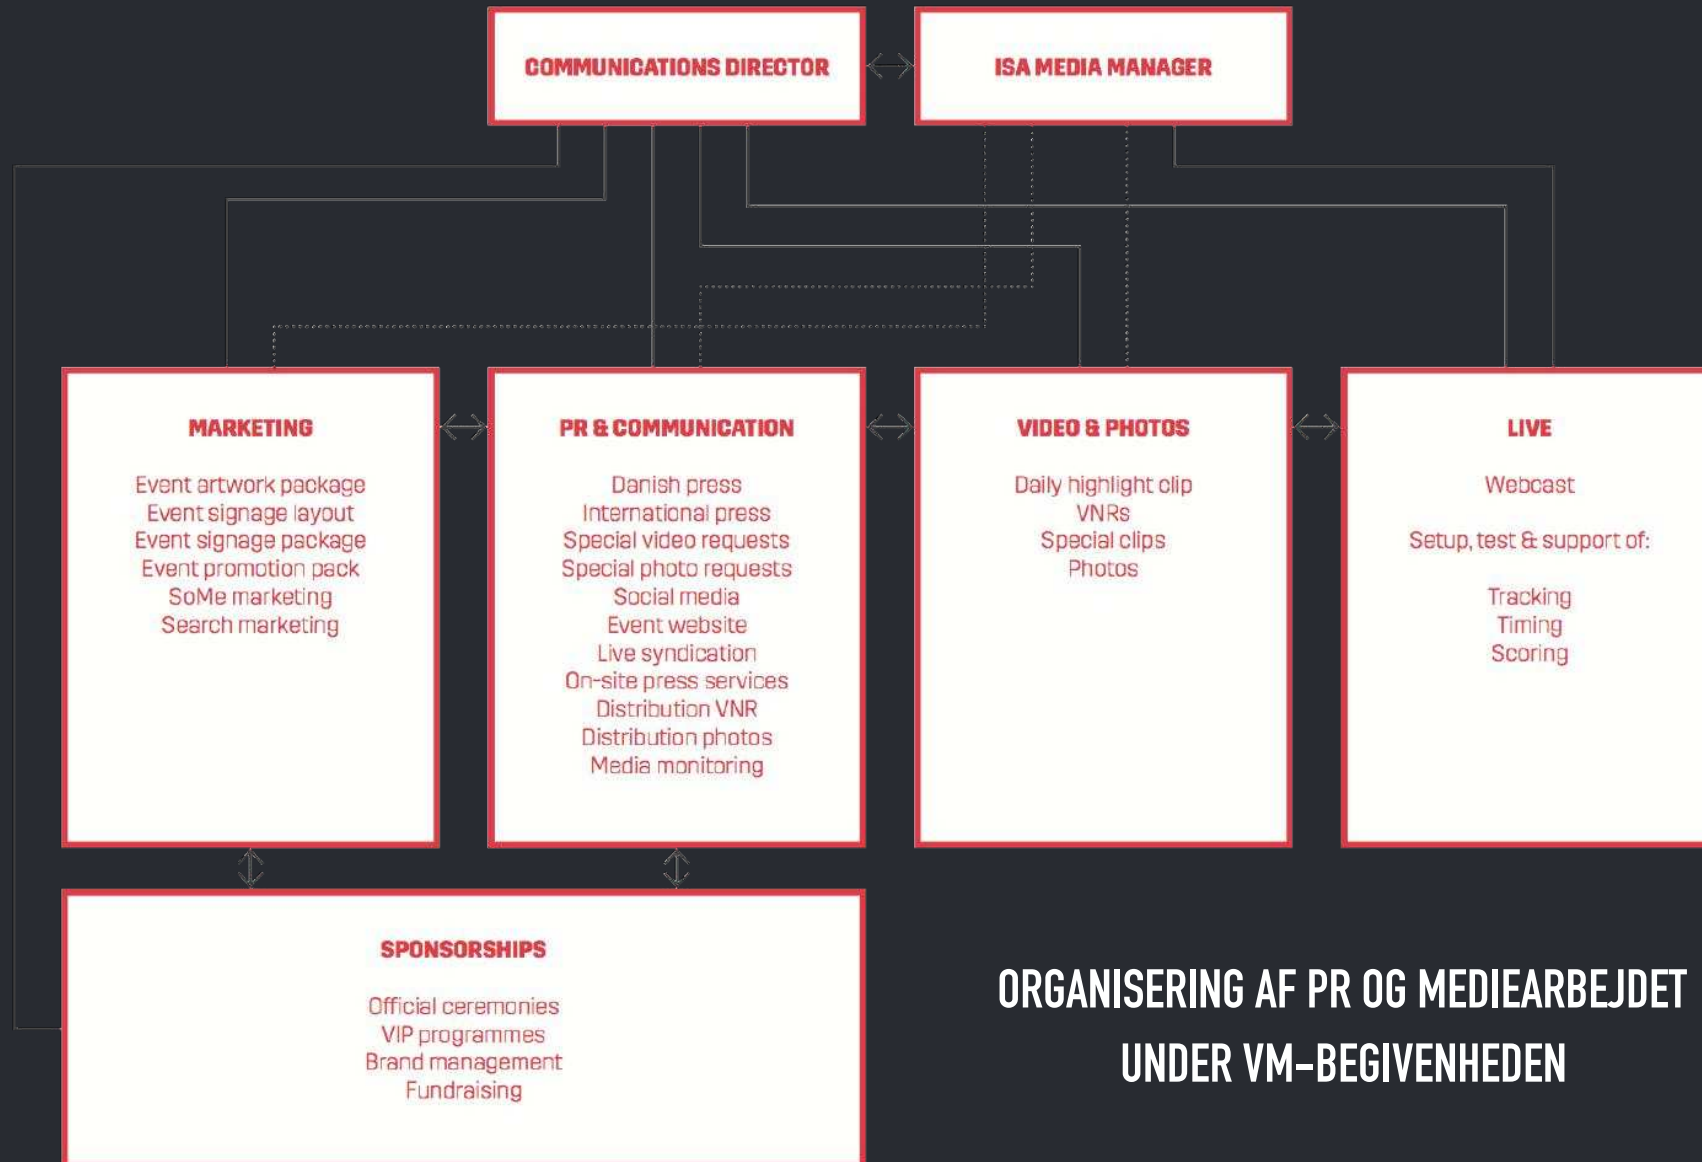 COMMUNICATIONS DIRECTOR
ISA MEDIA MANAGER
MARKETING
Event artwork package
Event signage layout
Event signage package
Event promotion pack
SoMe marketing
Search marketing
PR & COMMUNICATION
Danish press
International press
Special video requests
Special photo requests
Social media
Event website
Live syndication
On-site press services
Distribution VNR
Distribution photos
Media monitoring
VIDEO & PHOTOS
Daily highlight clip
VNRs
Special clips
Photos
LIVE
Webcast
Setup, test & support of:
Tracking
Timing
Scoring
SPONSORSHIPS
Official ceremonies
VIP programmes
Brand management
Fundraising
ORGANISERING AF PR OG MEDIEARBEJDET
UNDER VM-BEGIVENHEDEN